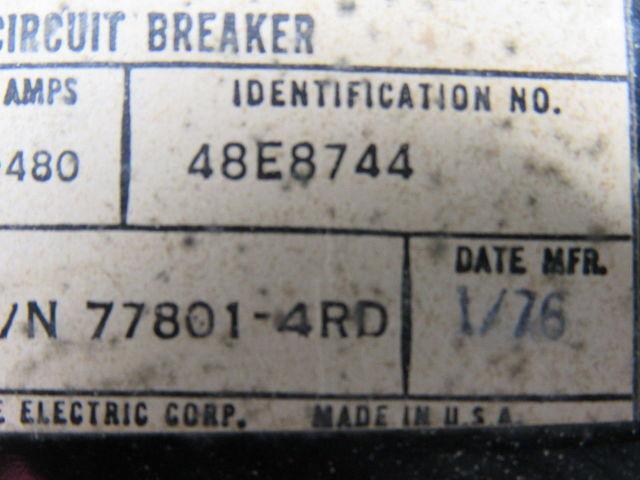 CIRCUIT BREAKER
AMPS IDENTIFICATION NO.
-480 48E8744
DATE MFR.
/N 77801-4RD 1/76
E ELECTRIC CORP. MADE IN U.S.A.